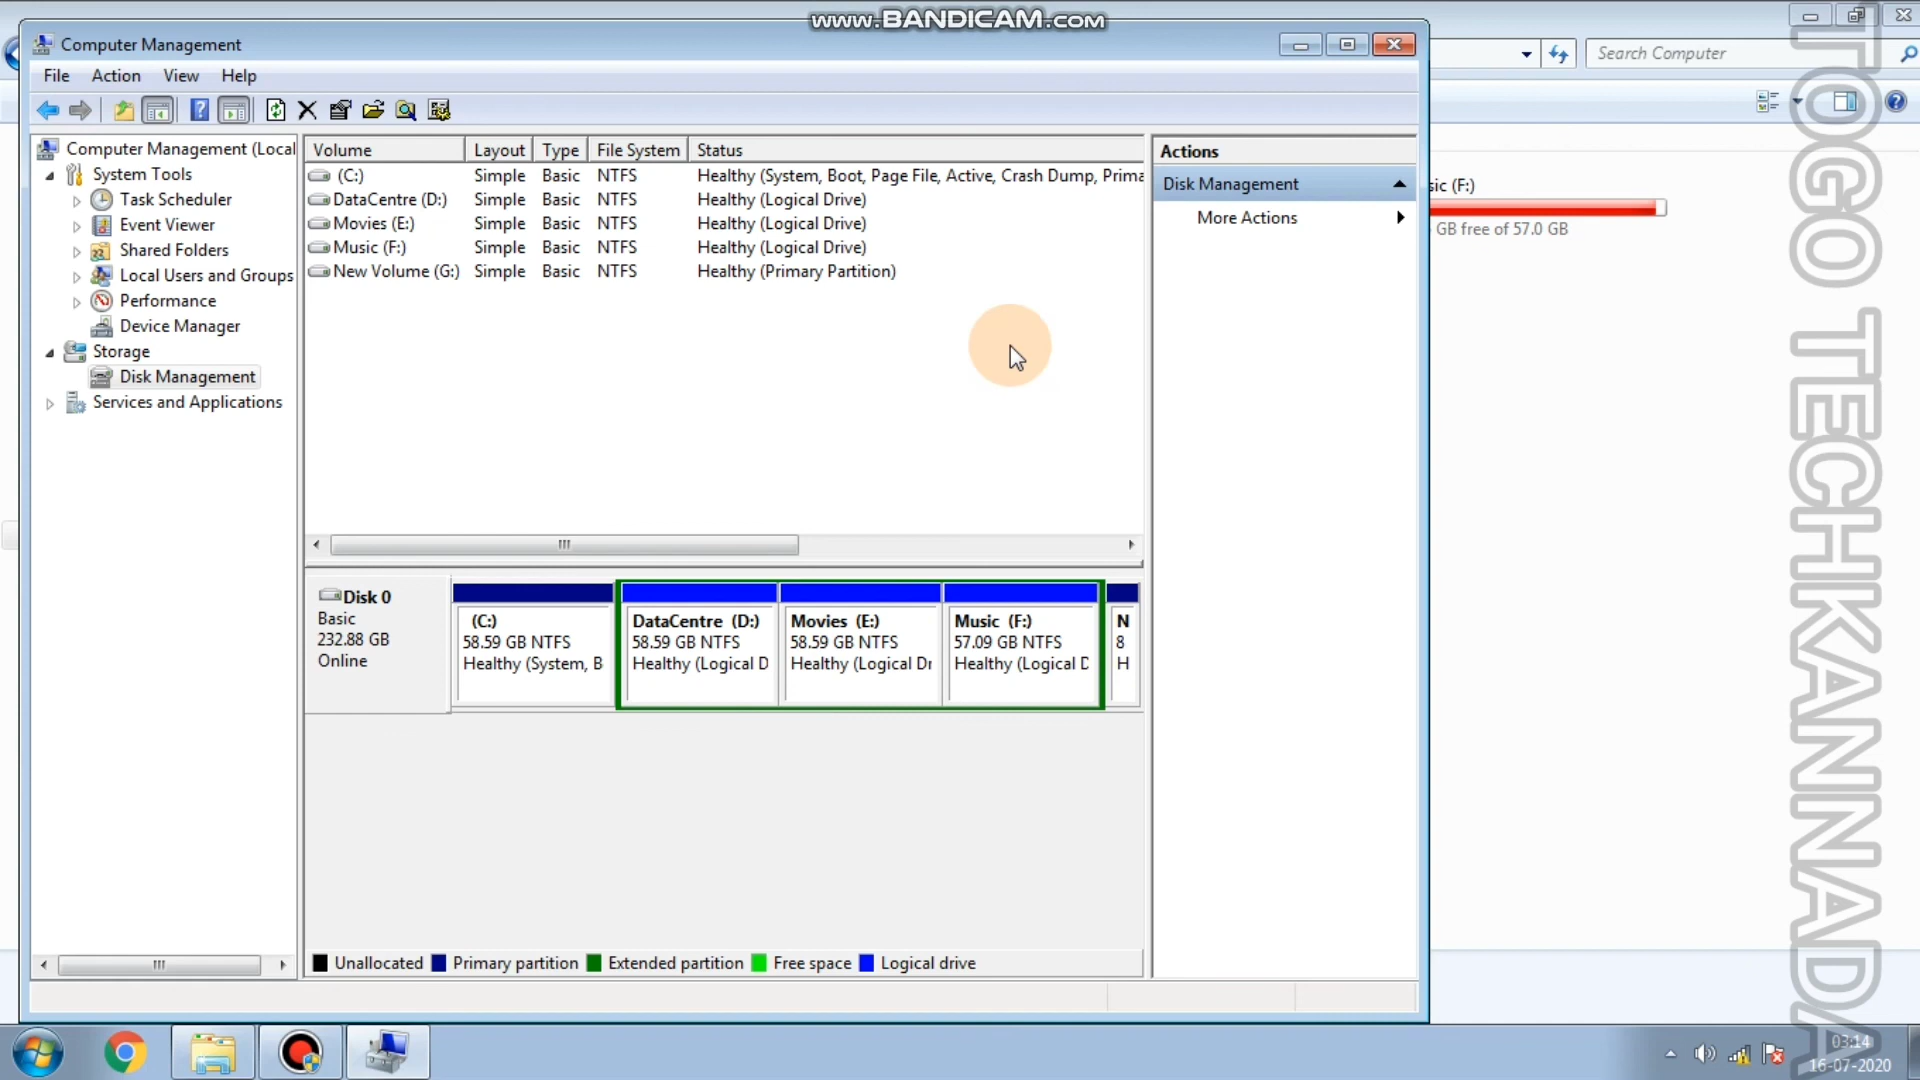 www.BANDICAM.com
Computer Management
File Action View Help
Search Computer
Computer Management (Local
System Tools
Task Scheduler
Event Viewer
Shared Folders
Local Users and Groups
Performance
Device Manager
Storage
Disk Management
Services and Applications
Volume Layout Type File System Status
(C:) Simple Basic NTFS Healthy (System, Boot, Page File, Active, Crash Dump, Prima
DataCentre (D:) Simple Basic NTFS Healthy (Logical Drive)
Movies (E:) Simple Basic NTFS Healthy (Logical Drive)
Music (F:) Simple Basic NTFS Healthy (Logical Drive)
New Volume (G:) Simple Basic NTFS Healthy (Primary Partition)
Actions
Disk Management
More Actions
sic (F:)
GB free of 57.0 GB
Disk 0
Basic
232.88 GB
Online
(C:)
58.59 GB NTFS
Healthy (System, B
DataCentre (D:)
58.59 GB NTFS
Healthy (Logical D
Movies (E:)
58.59 GB NTFS
Healthy (Logical Dr
Music (F:)
57.09 GB NTFS
Healthy (Logical D
N
8
H
Unallocated Primary partition Extended partition Free space Logical drive
TOGO TECHKANNADA
03:14
16-07-2020